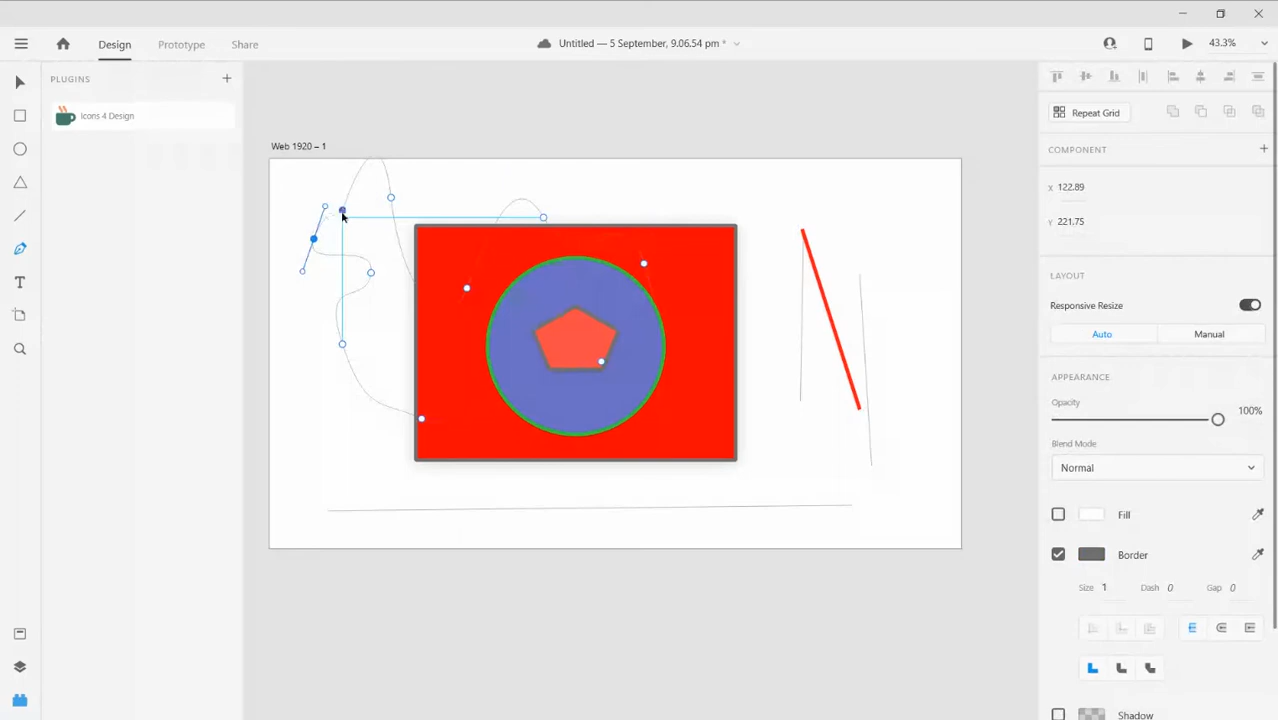 Design
Prototype
Share
Untitled — 5 September, 9.06.54 pm *
43.3%
PLUGINS
Icons 4 Design
Web 1920 – 1
Repeat Grid
COMPONENT
X 122.89
Y 221.75
LAYOUT
Responsive Resize
Auto
Manual
APPEARANCE
Opacity
100%
Blend Mode
Normal
Fill
Border
Size 1 Dash 0 Gap 0
Shadow